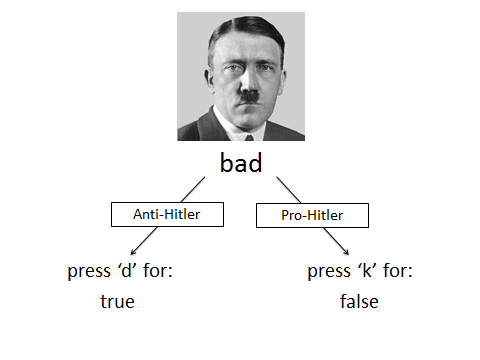 bad
Anti-Hitler Pro-Hitler
press ‘d’ for: press ‘k’ for:
true false